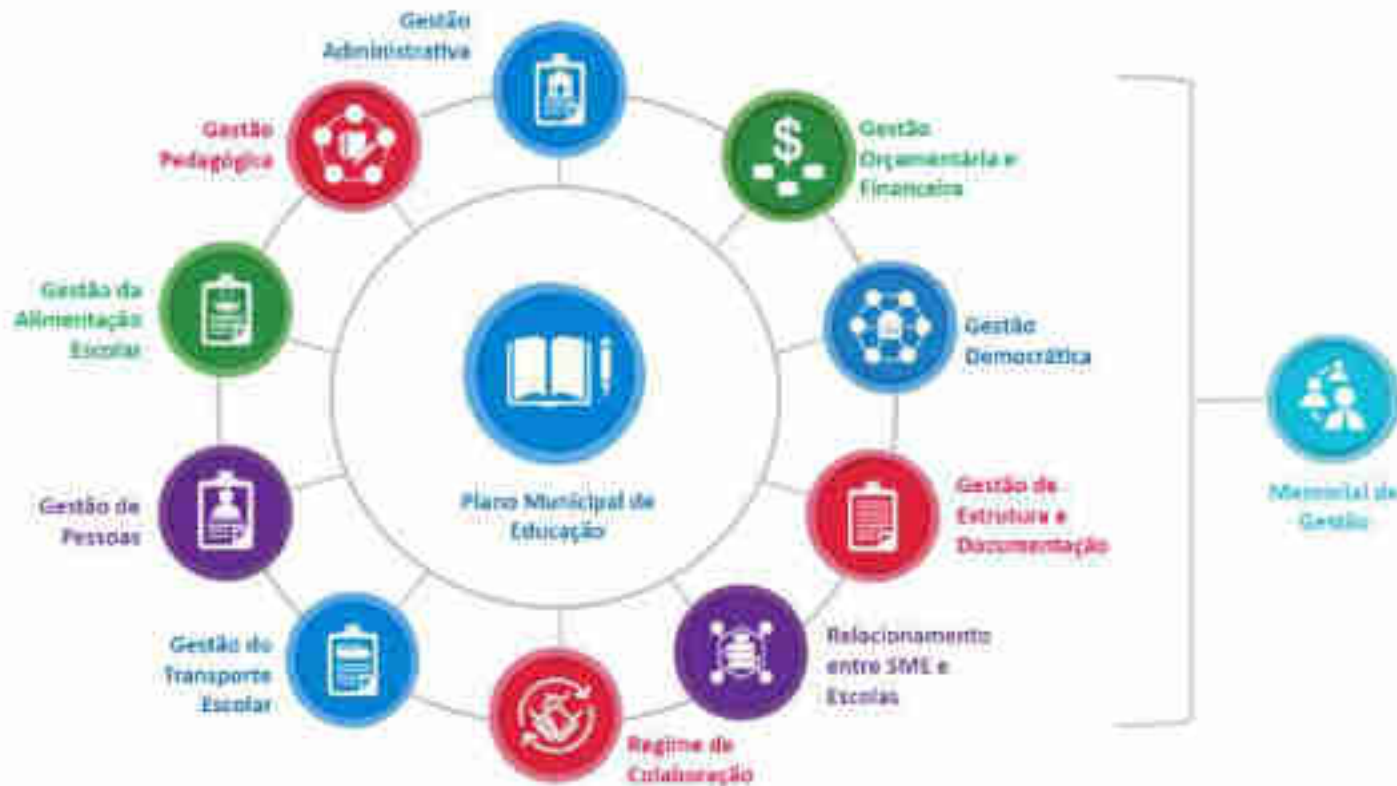 Gestão
Administrativa
Gestão
Pedagógica
Gestão
Orçamentária e
Financeira
Gestão da
Alimentação
Escolar
Gestão
Democrática
Gestão de
Pessoas
Plano Municipal de
Educação
Gestão de
Estrutura e
Documentação
Memorial de
Gestão
Gestão do
Transporte
Escolar
Relacionamento
entre SME e
Escolas
Regime de
Colaboração
$